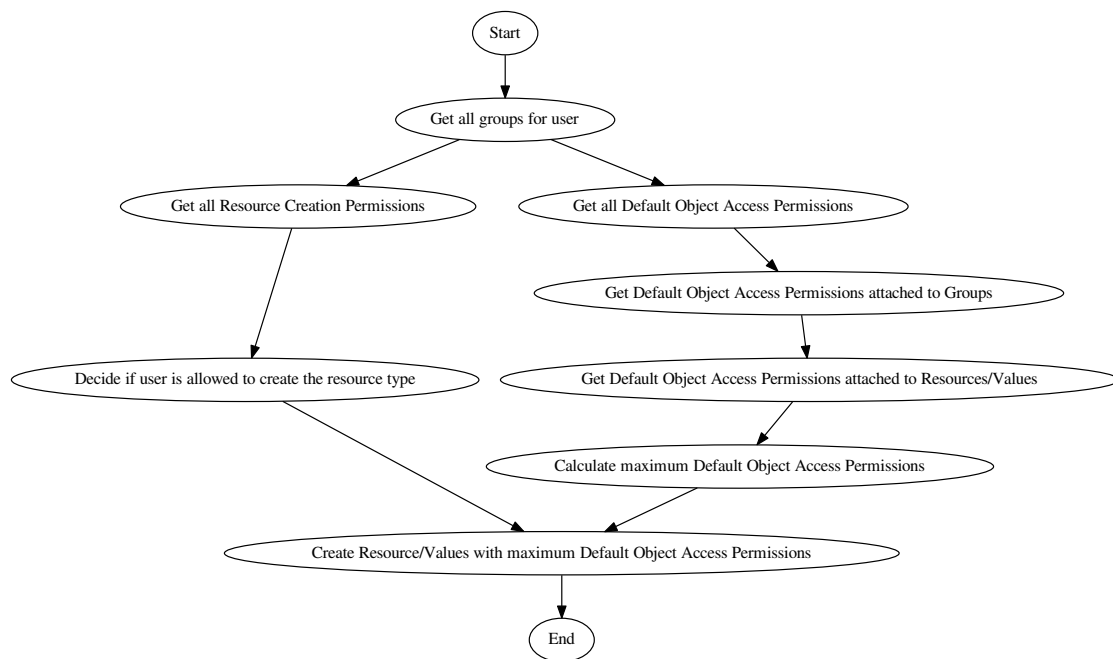 Start
Get all groups for user
Get all Resource Creation Permissions
Get all Default Object Access Permissions
Get Default Object Access Permissions attached to Groups
Decide if user is allowed to create the resource type
Get Default Object Access Permissions attached to Resources/Values
Calculate maximum Default Object Access Permissions
Create Resource/Values with maximum Default Object Access Permissions
End